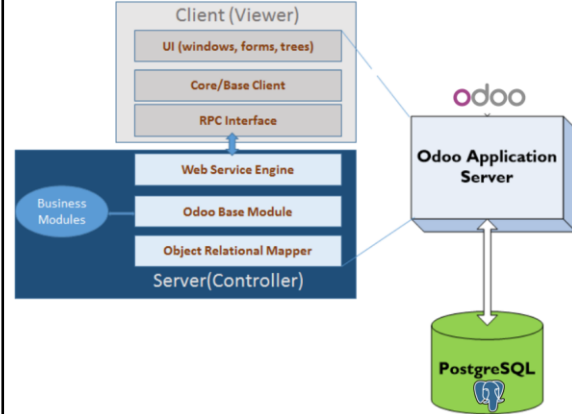 Client (Viewer)
UI (windows, forms, trees)
Core/Base Client
RPC Interface
Web Service Engine
Business
Modules
Odoo Base Module
Object Relational Mapper
Server(Controller)
odoo
Odoo Application
Server
PostgreSQL